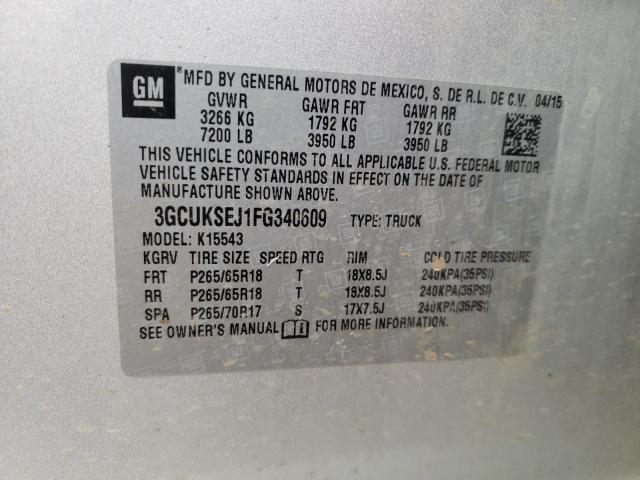 GM *MFD BY GENERAL MOTORS DE MEXICO, S. DE R.L. DE C.V. 04/15
GVWR GAWR FRT GAWR RR
3266 KG 1792 KG 1792 KG
7200 LB 3950 LB 3950 LB
THIS VEHICLE CONFORMS TO ALL APPLICABLE U.S. FEDERAL MOTOR
VEHICLE SAFETY STANDARDS IN EFFECT ON THE DATE OF
MANUFACTURE SHOWN ABOVE.
3GCUKSEJ1FG340609 TYPE: TRUCK
MODEL: K15543
KGRV TIRE SIZE SPEED RTG RIM COLD TIRE PRESSURE
FRT P265/65R18 T 18X8.5J 240KPA(35PSI)
RR P265/65R18 T 18X8.5J 240KPA(35PSI)
SPA P265/70R17 S 17X7.5J 240KPA(35PSI)
SEE OWNER'S MANUAL FOR MORE INFORMATION.